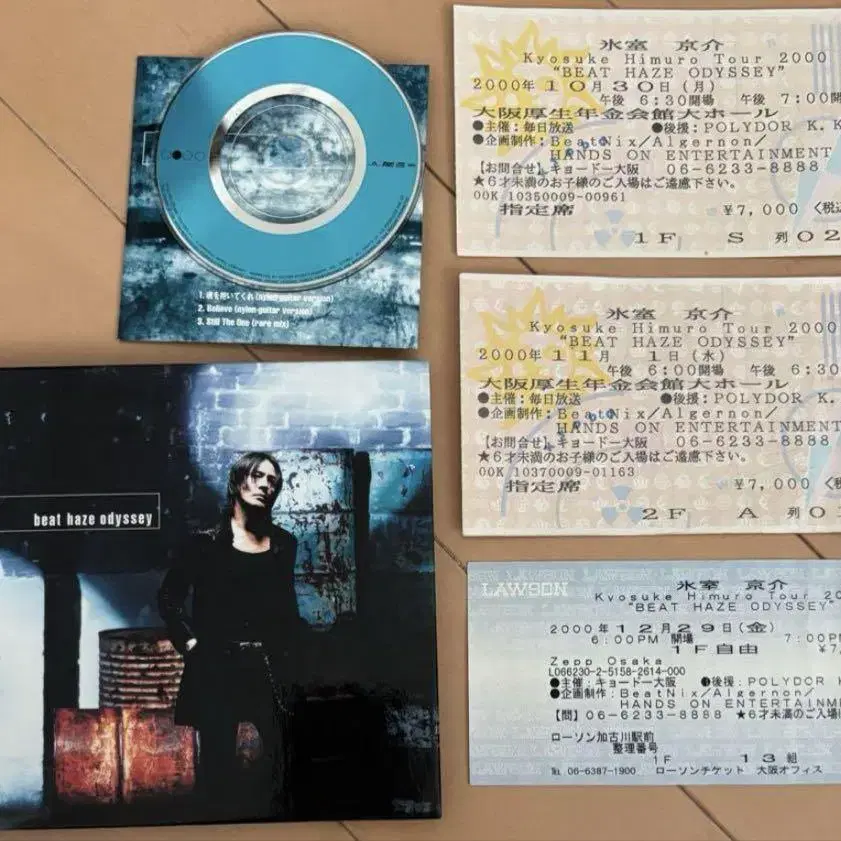 1. 魂を抱いてくれ (nylon guitar version)
2. Believe (nylon guitar version)
3. Still The One (rare mix)
beat haze odyssey
氷室 京介
Kyosuke Himuro Tour 2000
"BEAT HAZE ODYSSEY"
2000年10月30日(月)
午後 6:30開場 午後 7:00開
大阪厚生年金会館大ホール
●主催:毎日放送 ●後援:POLYDOR K.K
●企画制作:BeatNix/Algernon/
HANDS ON ENTERTAINMENT
【お問合せ】キョードー大阪 06-6233-8888
★6才未満のお子様のご入場はご遠慮下さい。
00K 10350009-00961
指定席 ¥7,000 <税込
1F S 列02
氷室 京介
Kyosuke Himuro Tour 2000
"BEAT HAZE ODYSSEY"
2000年11月 1日(水)
午後 6:00開場 午後 6:30
大阪厚生年金会館大ホール
●主催:毎日放送 ●後援:POLYDOR K.
●企画制作:BeatNix/Algernon/
HANDS ON ENTERTAINMENT
【お問合せ】キョードー大阪 06-6233-8888
★6才未満のお子様のご入場はご遠慮下さい。
00K 10370009-01163
指定席 ¥7,000 <税
2F A 列
LAWSON
氷室 京介
Kyosuke Himuro Tour 200
"BEAT HAZE ODYSSEY"
2000年12月29日(金)
6:00PM 開場 7:00PM
1F自由 ¥7,
Zepp Osaka
L066230-2-5158-2614-000
●主催:キョードー大阪 ●後援:POLYDOR K
●企画制作:BeatNix/Algernon/
HANDS ON ENTERTAINME
【問】06-6233-8888 ★6才未満のご入場は
ローソン加古川駅前
整理番号
1F 13組
TEL 06-6387-1900 ローソンチケット 大阪オフィス